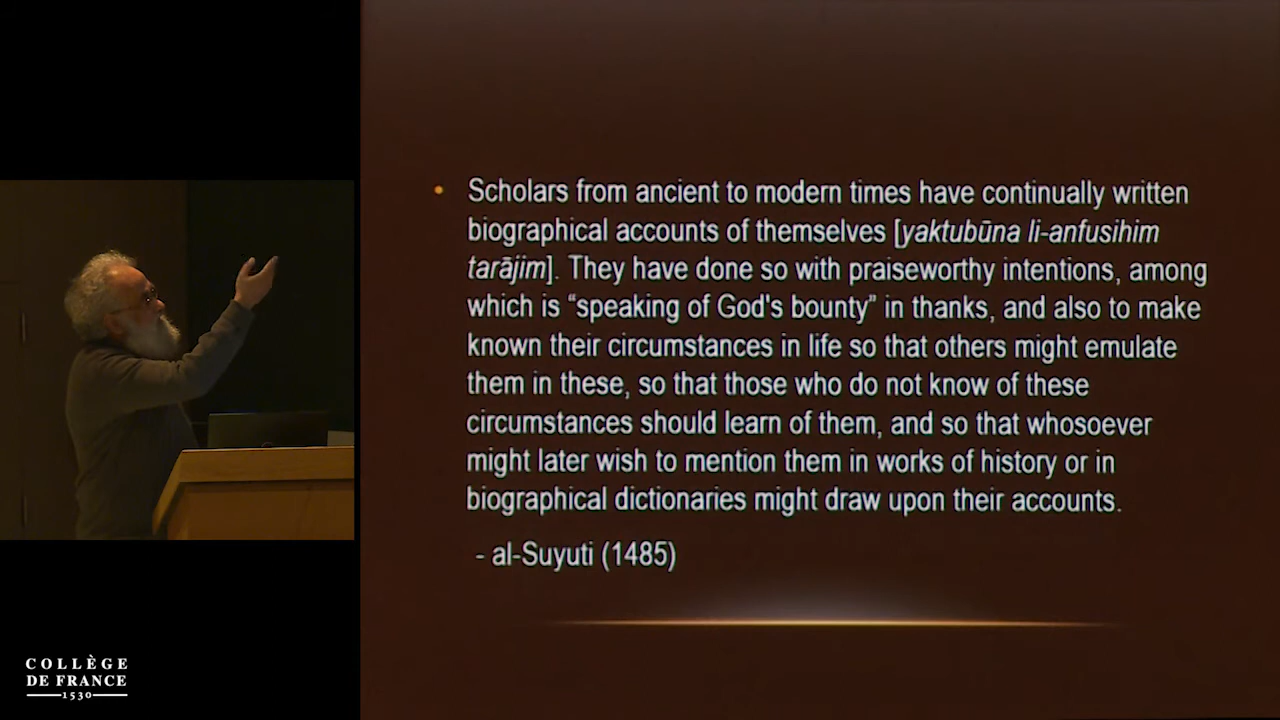 • Scholars from ancient to modern times have continually written
biographical accounts of themselves [yaktubūna li-anfusihim
tarājim]. They have done so with praiseworthy intentions, among
which is “speaking of God's bounty” in thanks, and also to make
known their circumstances in life so that others might emulate
them in these, so that those who do not know of these
circumstances should learn of them, and so that whosoever
might later wish to mention them in works of history or in
biographical dictionaries might draw upon their accounts.
- al-Suyuti (1485)
COLLÈGE
DE FRANCE
1530